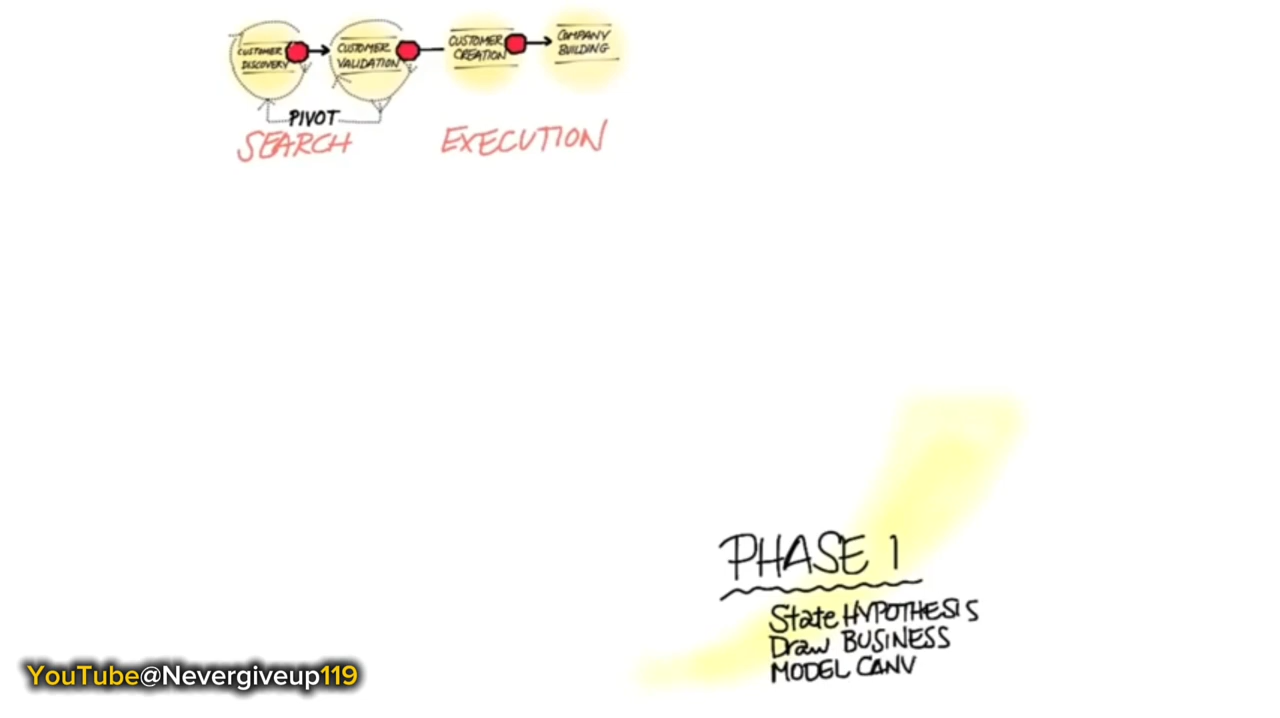 CUSTOMER
DISCOVERY
CUSTOMER
VALIDATION
CUSTOMER
CREATION
COMPANY
BUILDING
PIVOT
SEARCH
EXECUTION
PHASE 1
State HYPOTHESIS
Draw BUSINESS
MODEL CANV
YouTube@Nevergiveup119